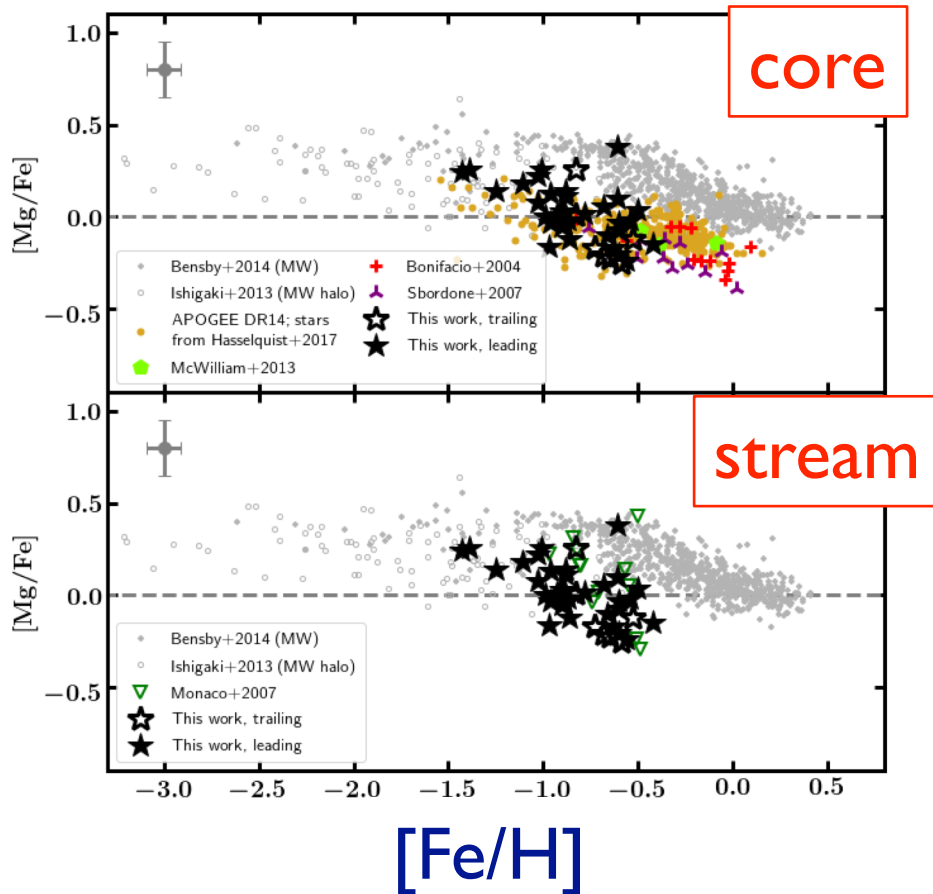 core
1.0
0.5
0.0
−0.5
[Mg/Fe]
Bensby+2014 (MW)
Ishigaki+2013 (MW halo)
APOGEE DR14; stars
from Hasselquist+2017
McWilliam+2013
Bonifacio+2004
Sbordone+2007
This work, trailing
This work, leading
stream
1.0
0.5
0.0
−0.5
[Mg/Fe]
Bensby+2014 (MW)
Ishigaki+2013 (MW halo)
Monaco+2007
This work, trailing
This work, leading
−3.0 −2.5 −2.0 −1.5 −1.0 −0.5 0.0 0.5
[Fe/H]